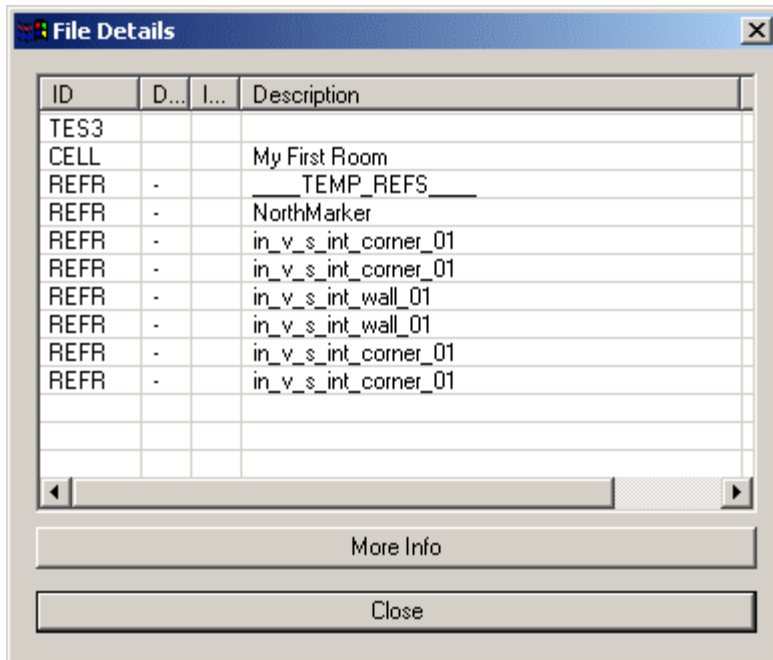 File Details
ID D... I... Description
TES3
CELL My First Room
REFR - ____TEMP_REFS____
REFR - NorthMarker
REFR - in_v_s_int_corner_01
REFR - in_v_s_int_corner_01
REFR - in_v_s_int_wall_01
REFR - in_v_s_int_wall_01
REFR - in_v_s_int_corner_01
REFR - in_v_s_int_corner_01
More Info
Close